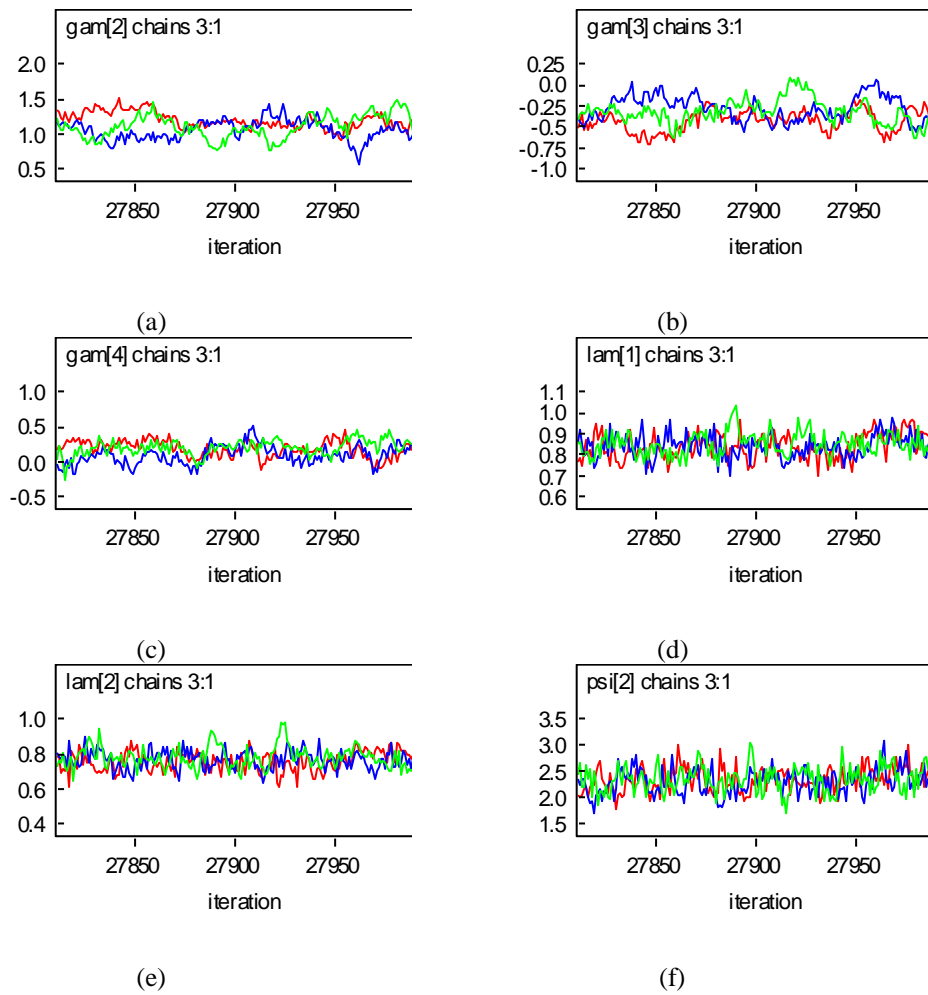 gam[2] chains 3:1
2.0
1.5
1.0
0.5
27850 27900 27950
iteration
(a)
gam[3] chains 3:1
0.25
0.0
-0.25
-0.5
-0.75
-1.0
27850 27900 27950
iteration
(b)
gam[4] chains 3:1
1.0
0.5
0.0
-0.5
27850 27900 27950
iteration
(c)
lam[1] chains 3:1
1.1
1.0
0.9
0.8
0.7
0.6
27850 27900 27950
iteration
(d)
lam[2] chains 3:1
1.0
0.8
0.6
0.4
27850 27900 27950
iteration
(e)
psi[2] chains 3:1
3.5
3.0
2.5
2.0
1.5
27850 27900 27950
iteration
(f)